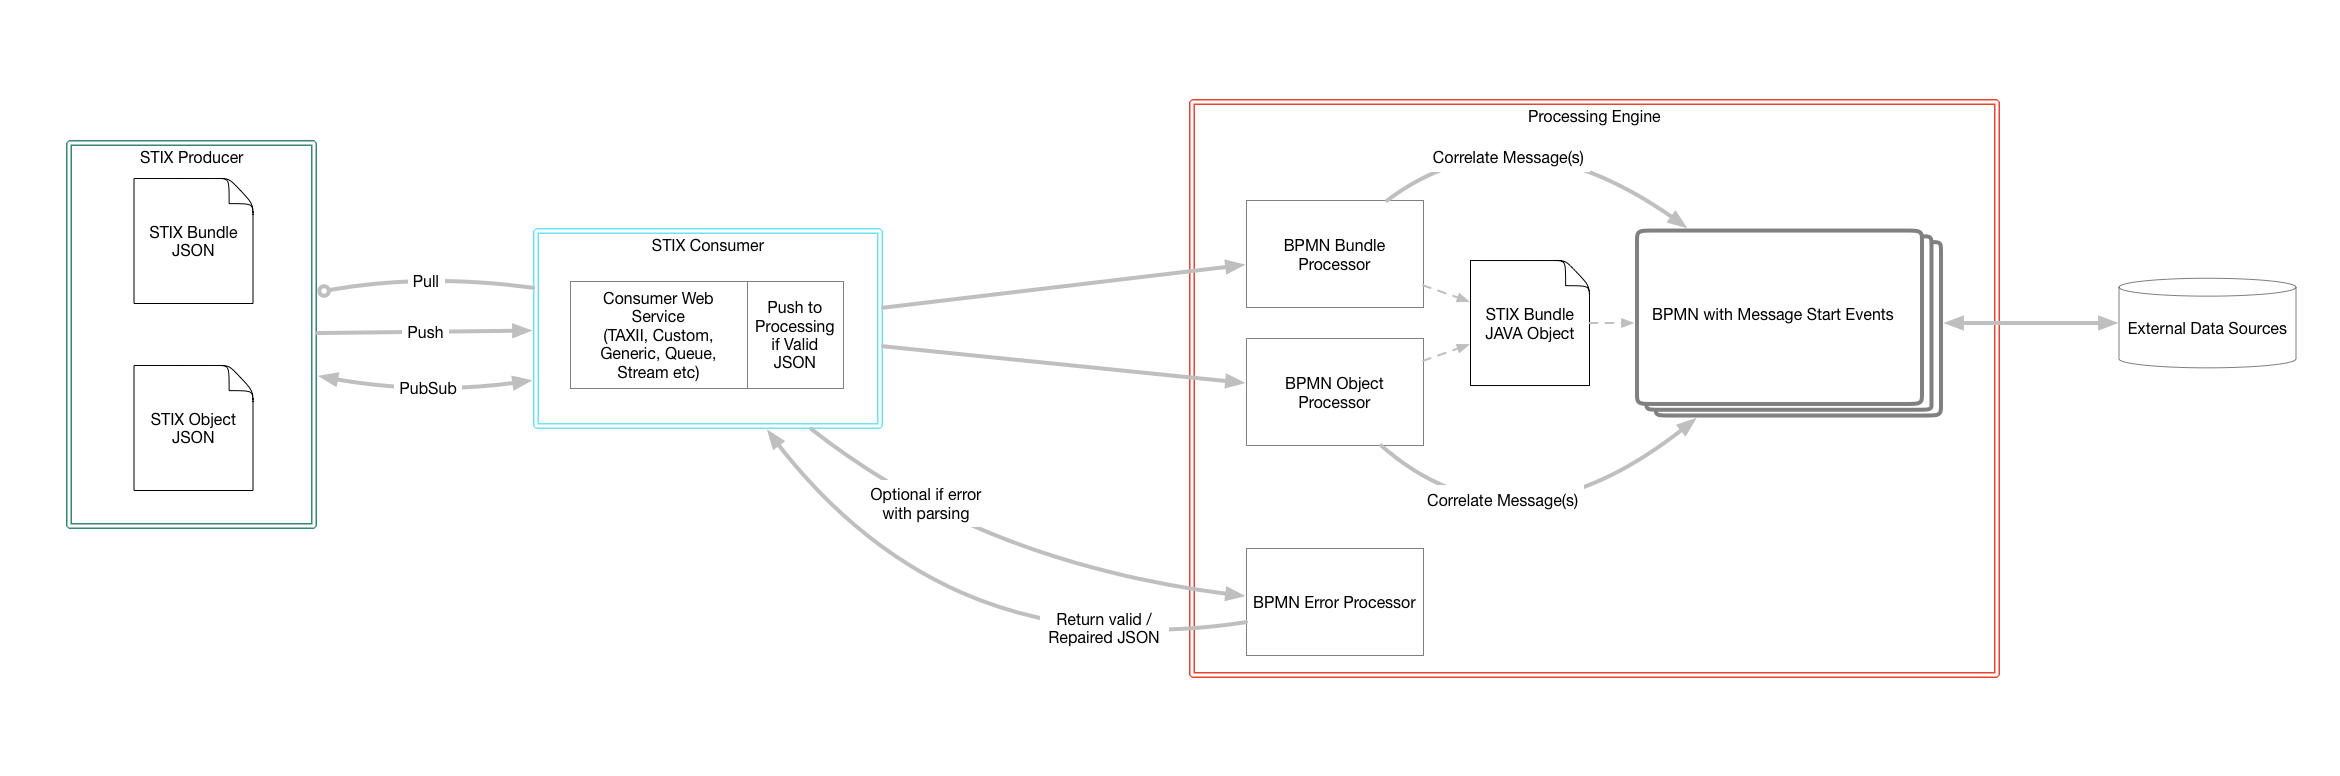 STIX Producer
STIX Bundle
JSON
STIX Object
JSON
Pull
Push
PubSub
STIX Consumer
Consumer Web
Service
(TAXII, Custom,
Generic, Queue,
Stream etc)
Push to
Processing
if Valid
JSON
Optional if error
with parsing
Return valid /
Repaired JSON
Processing Engine
Correlate Message(s)
BPMN Bundle
Processor
STIX Bundle
JAVA Object
BPMN with Message Start Events
BPMN Object
Processor
Correlate Message(s)
BPMN Error Processor
External Data Sources